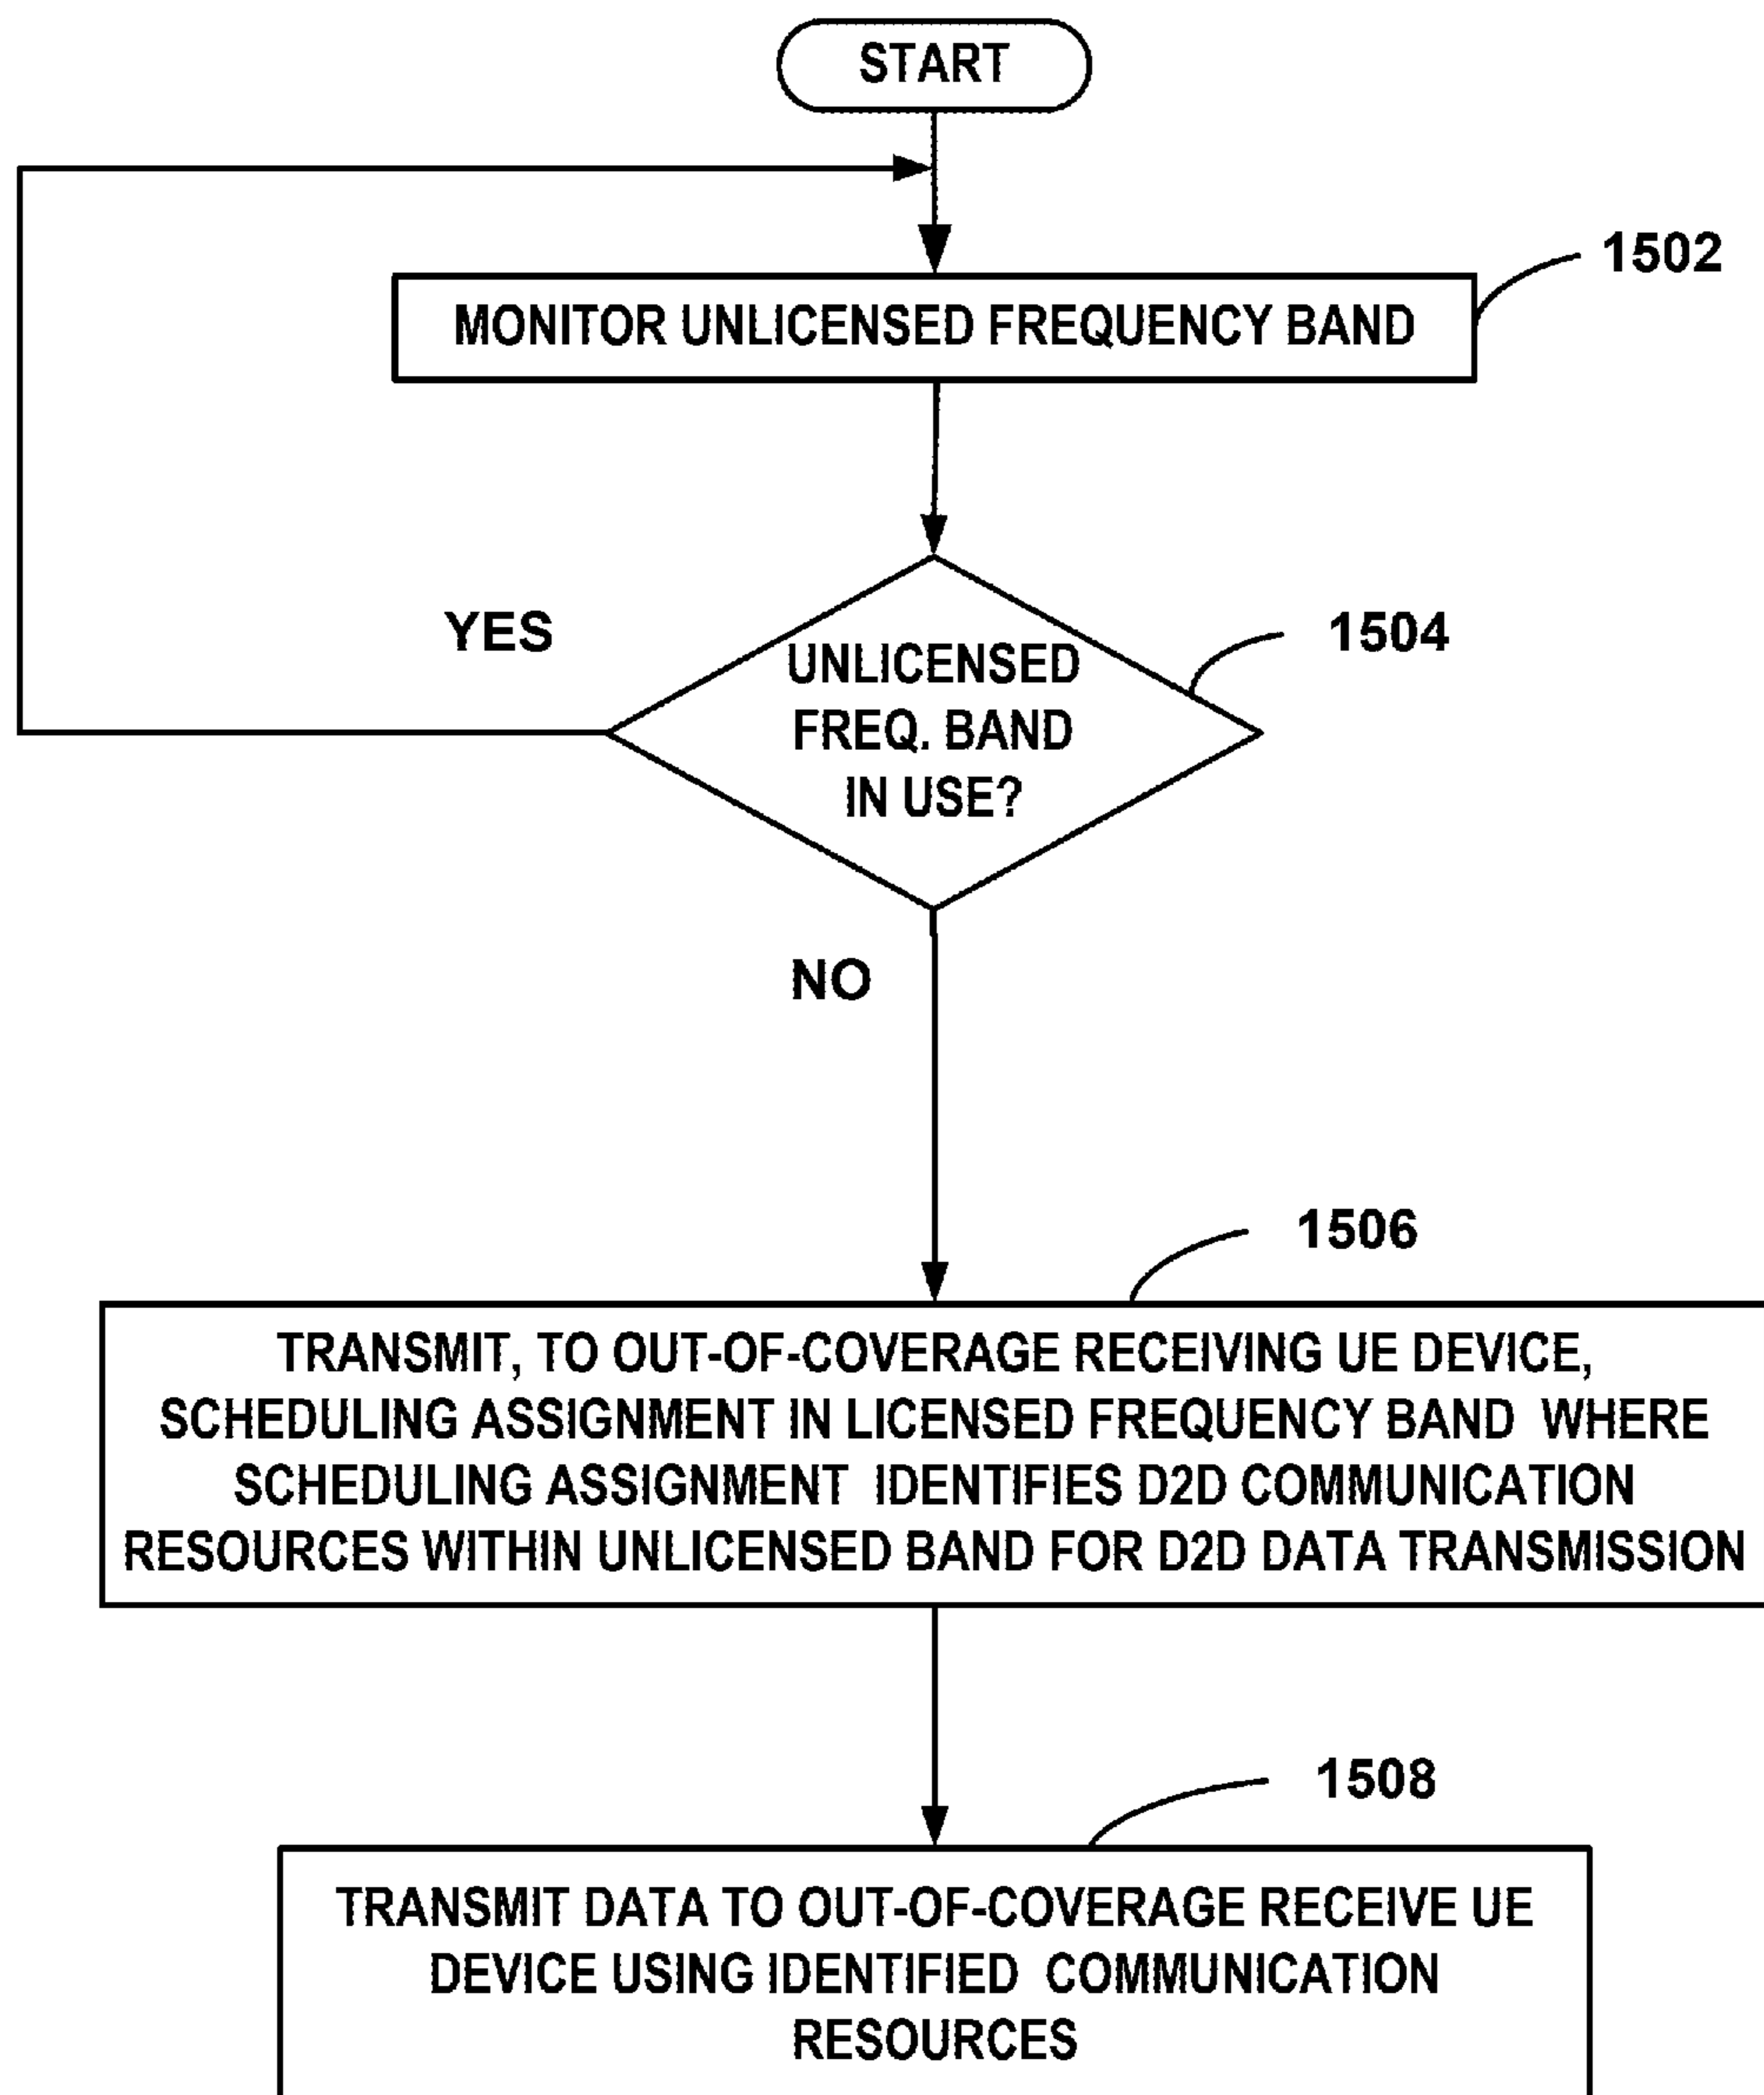 START
1502
MONITOR UNLICENSED FREQUENCY BAND
YES
1504
UNLICENSED
FREQ. BAND
IN USE?
NO
1506
TRANSMIT, TO OUT-OF-COVERAGE RECEIVING UE DEVICE,
SCHEDULING ASSIGNMENT IN LICENSED FREQUENCY BAND WHERE
SCHEDULING ASSIGNMENT IDENTIFIES D2D COMMUNICATION
RESOURCES WITHIN UNLICENSED BAND FOR D2D DATA TRANSMISSION
1508
TRANSMIT DATA TO OUT-OF-COVERAGE RECEIVE UE
DEVICE USING IDENTIFIED COMMUNICATION
RESOURCES